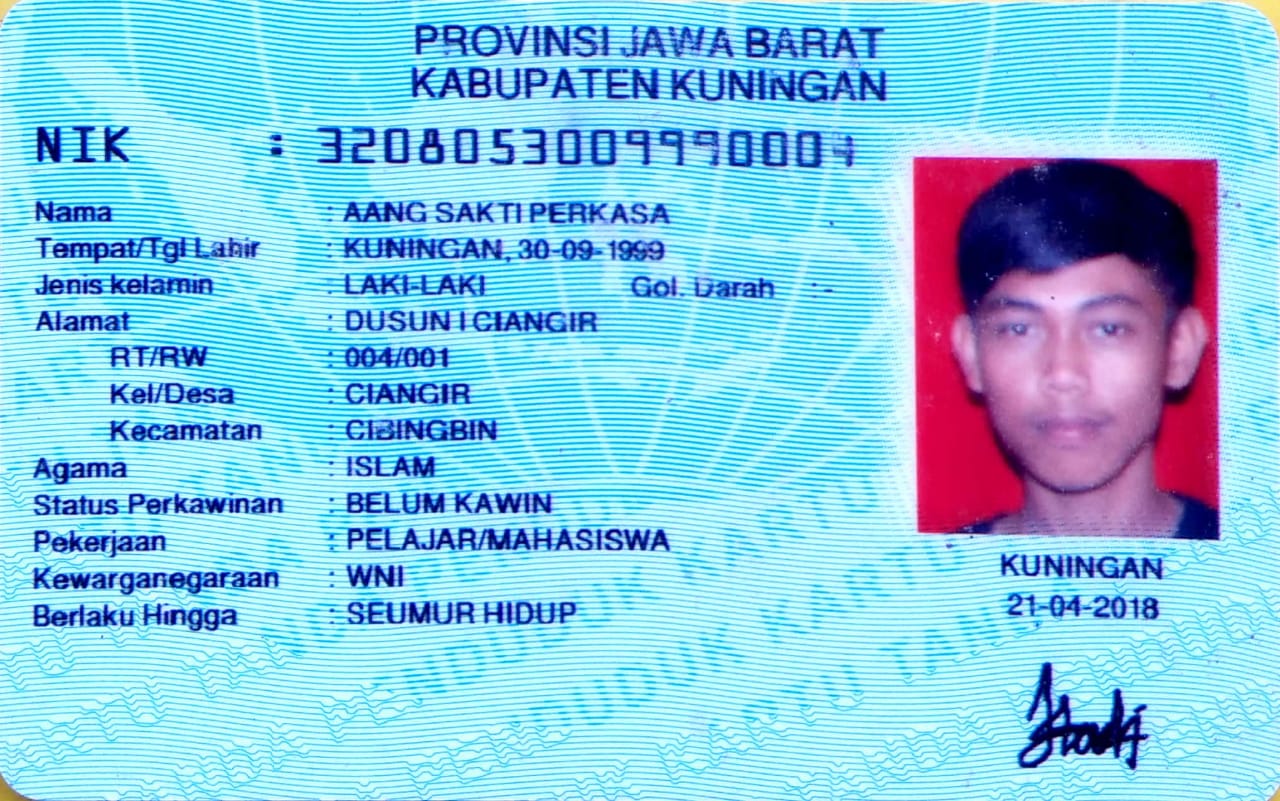 PROVINSI JAWA BARAT
KABUPATEN KUNINGAN
NIK : 3208053009990004
Nama : AANG SAKTI PERKASA
Tempat/Tgl Lahir : KUNINGAN, 30-09-1999
Jenis kelamin : LAKI-LAKI Gol. Darah : -
Alamat : DUSUN I CIANGIR
RT/RW : 004/001
Kel/Desa : CIANGIR
Kecamatan : CIBINGBIN
Agama : ISLAM
Status Perkawinan : BELUM KAWIN
Pekerjaan : PELAJAR/MAHASISWA
Kewarganegaraan : WNI
Berlaku Hingga : SEUMUR HIDUP
KUNINGAN
21-04-2018